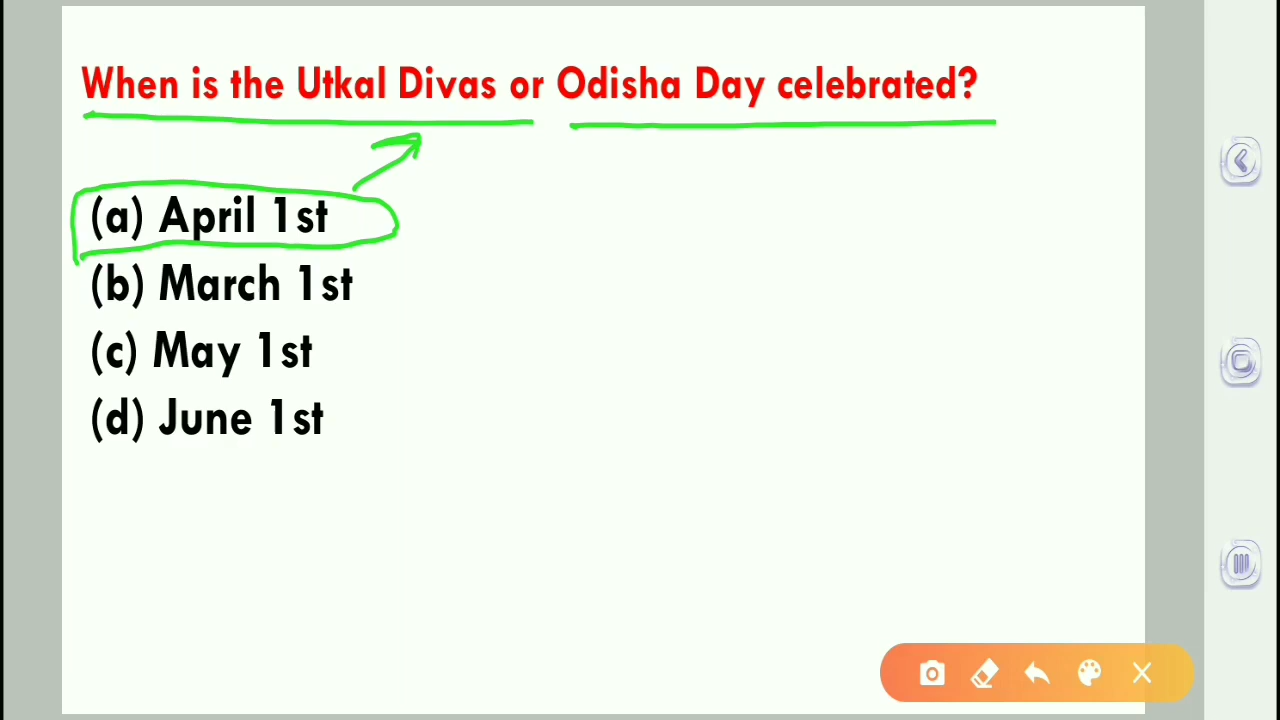 When is the Utkal Divas or Odisha Day celebrated?
(a) April 1st
(b) March 1st
(c) May 1st
(d) June 1st